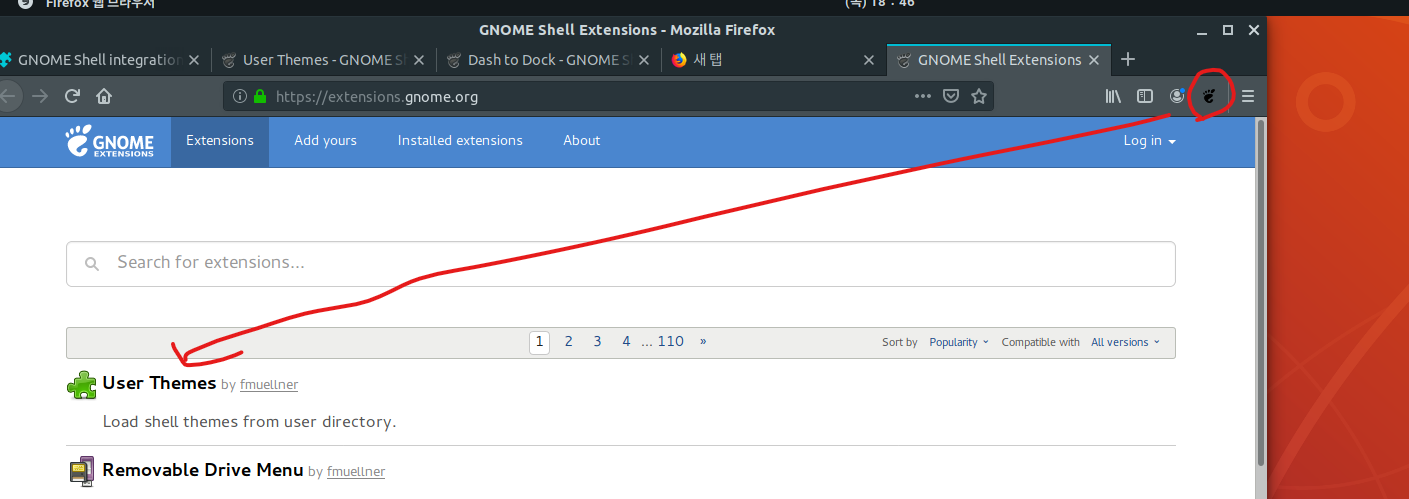 Firefox 웹 브라우저 (목) 18 : 46
GNOME Shell Extensions - Mozilla Firefox
GNOME Shell integration User Themes - GNOME S Dash to Dock - GNOME S 새 탭 GNOME Shell Extensions
https://extensions.gnome.org
GNOME EXTENSIONS Extensions Add yours Installed extensions About Log in
Search for extensions...
1 2 3 4 ... 110 » Sort by Popularity Compatible with All versions
User Themes by fmuellner
Load shell themes from user directory.
Removable Drive Menu by fmuellner